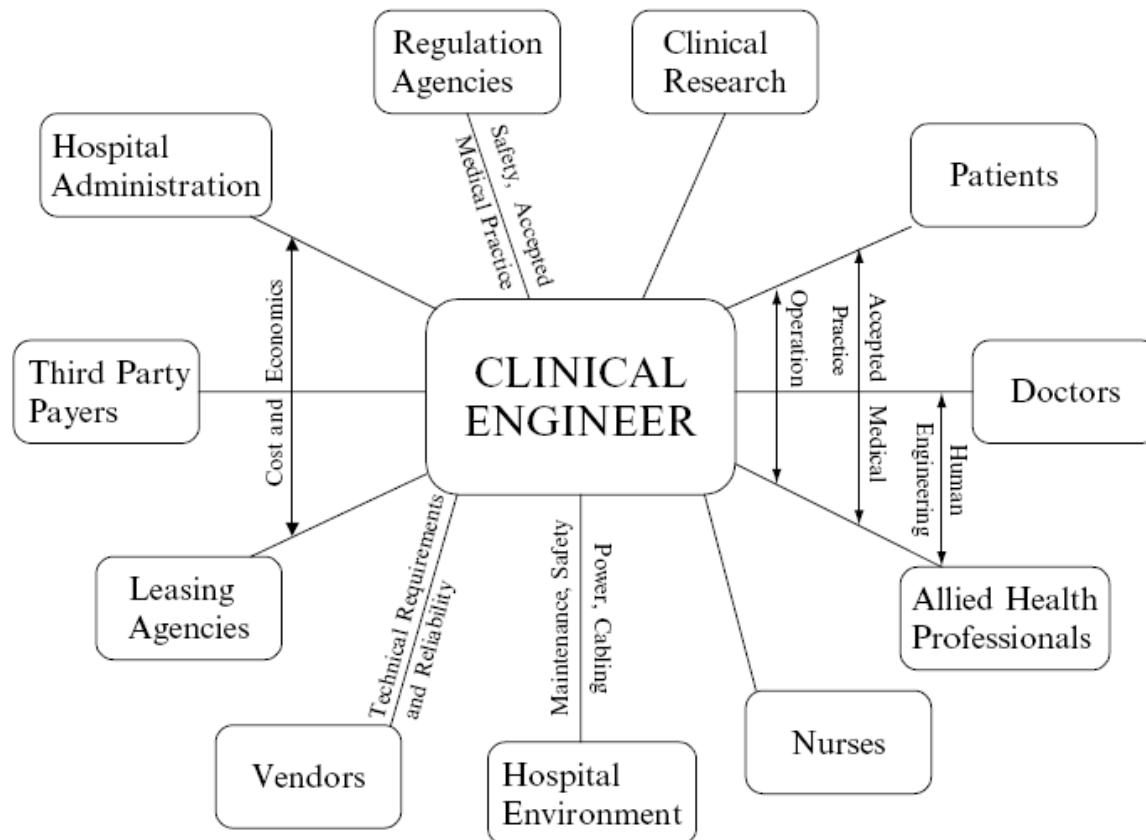 Regulation
Agencies
Clinical
Research
Hospital
Administration
Patients
Safety, Accepted
Medical Practice
Cost and Economics
Operation
Accepted Medical
Practice
Third Party
Payers
CLINICAL
ENGINEER
Doctors
Human
Engineering
Leasing
Agencies
Technical Requirements
and Reliability
Maintenance, Safety
Power, Cabling
Allied Health
Professionals
Vendors
Hospital
Environment
Nurses